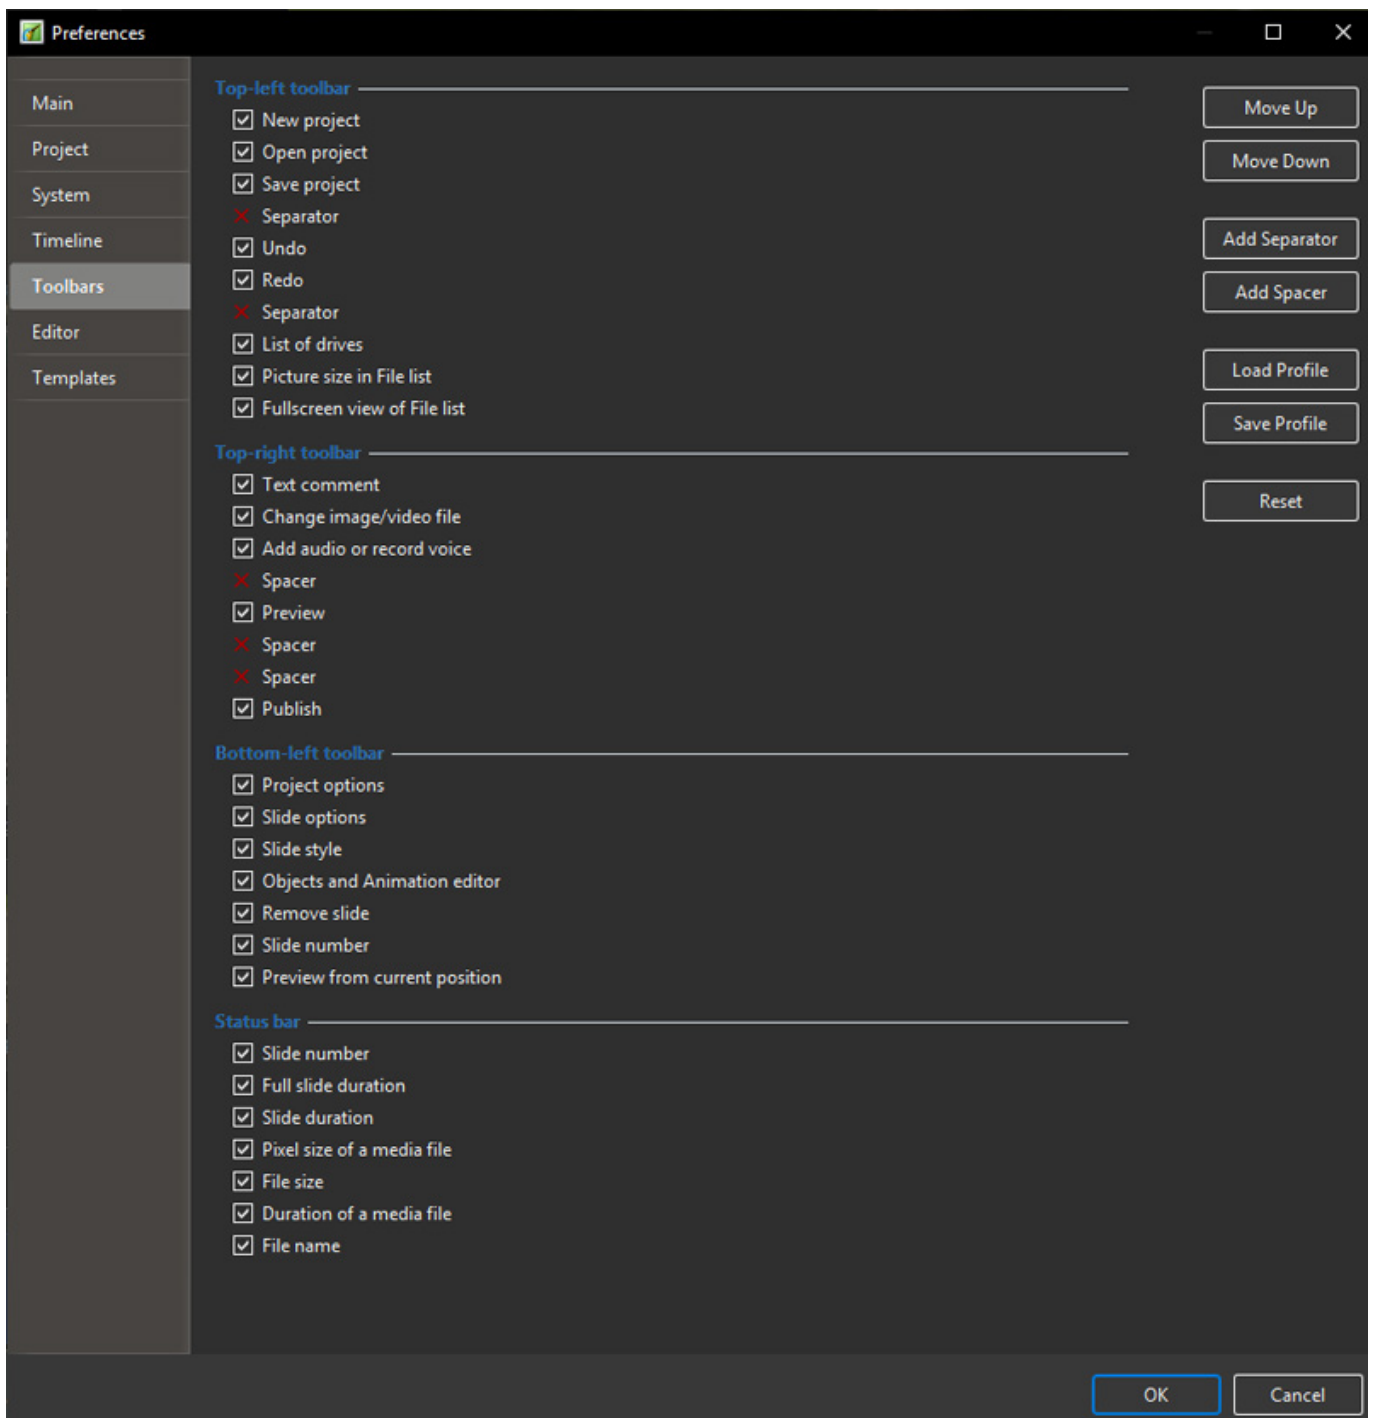 Preferences
Main
Project
System
Timeline
Toolbars
Editor
Templates
Top-left toolbar
New project
Open project
Save project
Separator
Undo
Redo
Separator
List of drives
Picture size in File list
Fullscreen view of File list
Top-right toolbar
Text comment
Change image/video file
Add audio or record voice
Spacer
Preview
Spacer
Spacer
Publish
Bottom-left toolbar
Project options
Slide options
Slide style
Objects and Animation editor
Remove slide
Slide number
Preview from current position
Status bar
Slide number
Full slide duration
Slide duration
Pixel size of a media file
File size
Duration of a media file
File name
Move Up
Move Down
Add Separator
Add Spacer
Load Profile
Save Profile
Reset
OK
Cancel